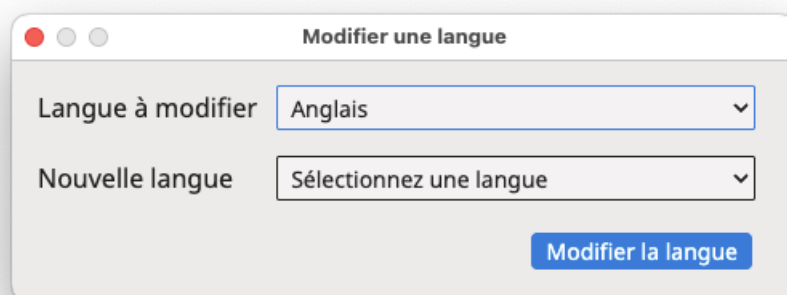 Modifier une langue
Langue à modifier Anglais
Nouvelle langue Sélectionnez une langue
Modifier la langue